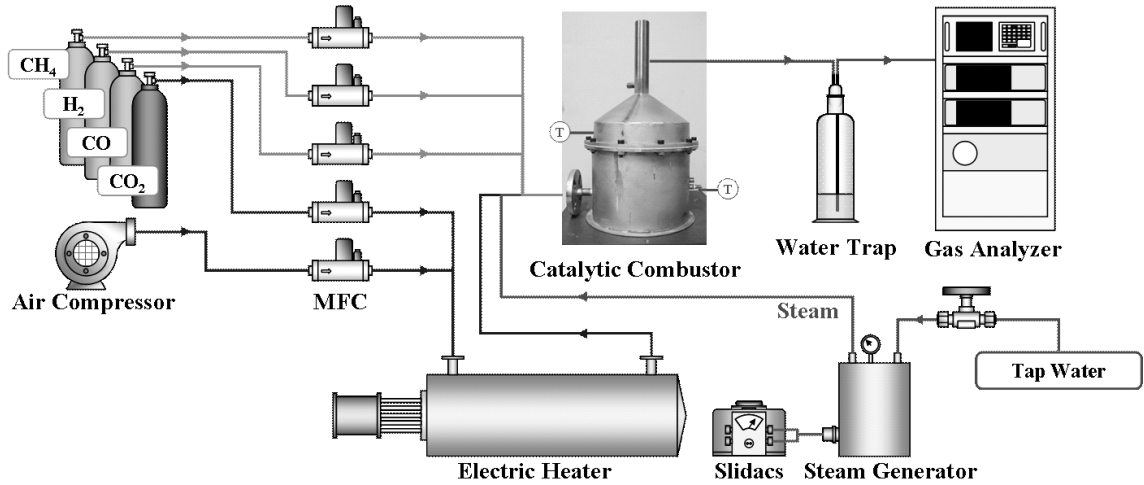 CH4
H2
CO
CO2
T
T
Water Trap
Gas Analyzer
Catalytic Combustor
Air Compressor
MFC
Steam
Tap Water
Electric Heater
Slidacs
Steam Generator